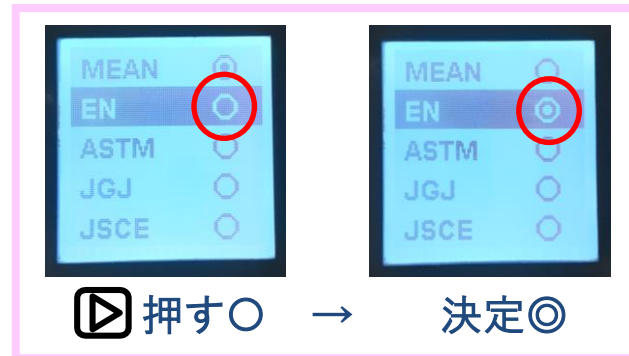 MEAN
EN
ASTM
JGJ
JSCE
MEAN
EN
ASTM
JGJ
JSCE
押す○ → 決定◎